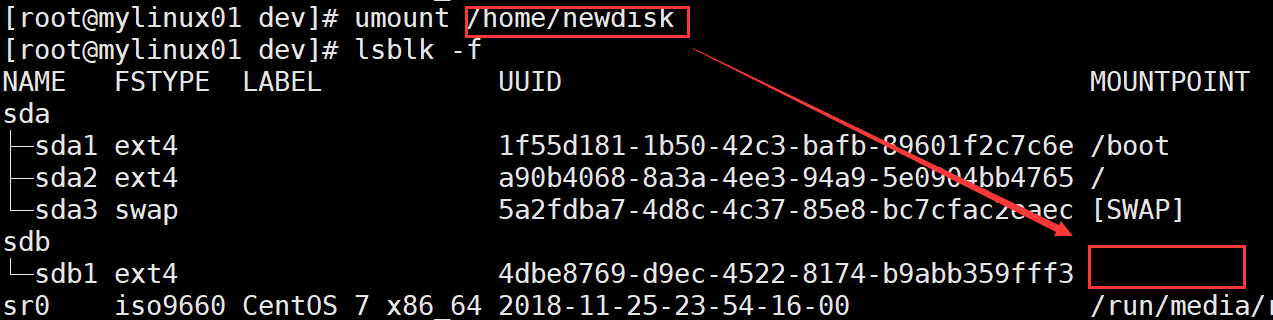 [root@mylinux01 dev]# umount /home/newdisk
[root@mylinux01 dev]# lsblk -f
NAME   FSTYPE  LABEL           UUID                                 MOUNTPOINT
sda
├─sda1 ext4                    1f55d181-1b50-42c3-bafb-89601f2c7c6e /boot
├─sda2 ext4                    a90b4068-8a3a-4ee3-94a9-5e0904bb4765 /
└─sda3 swap                    5a2fdba7-4d8c-4c37-85e8-bc7cfac2eaec [SWAP]
sdb
└─sdb1 ext4                    4dbe8769-d9ec-4522-8174-b9abb359fff3
sr0    iso9660 CentOS 7 x86_64 2018-11-25-23-54-16-00               /run/media/